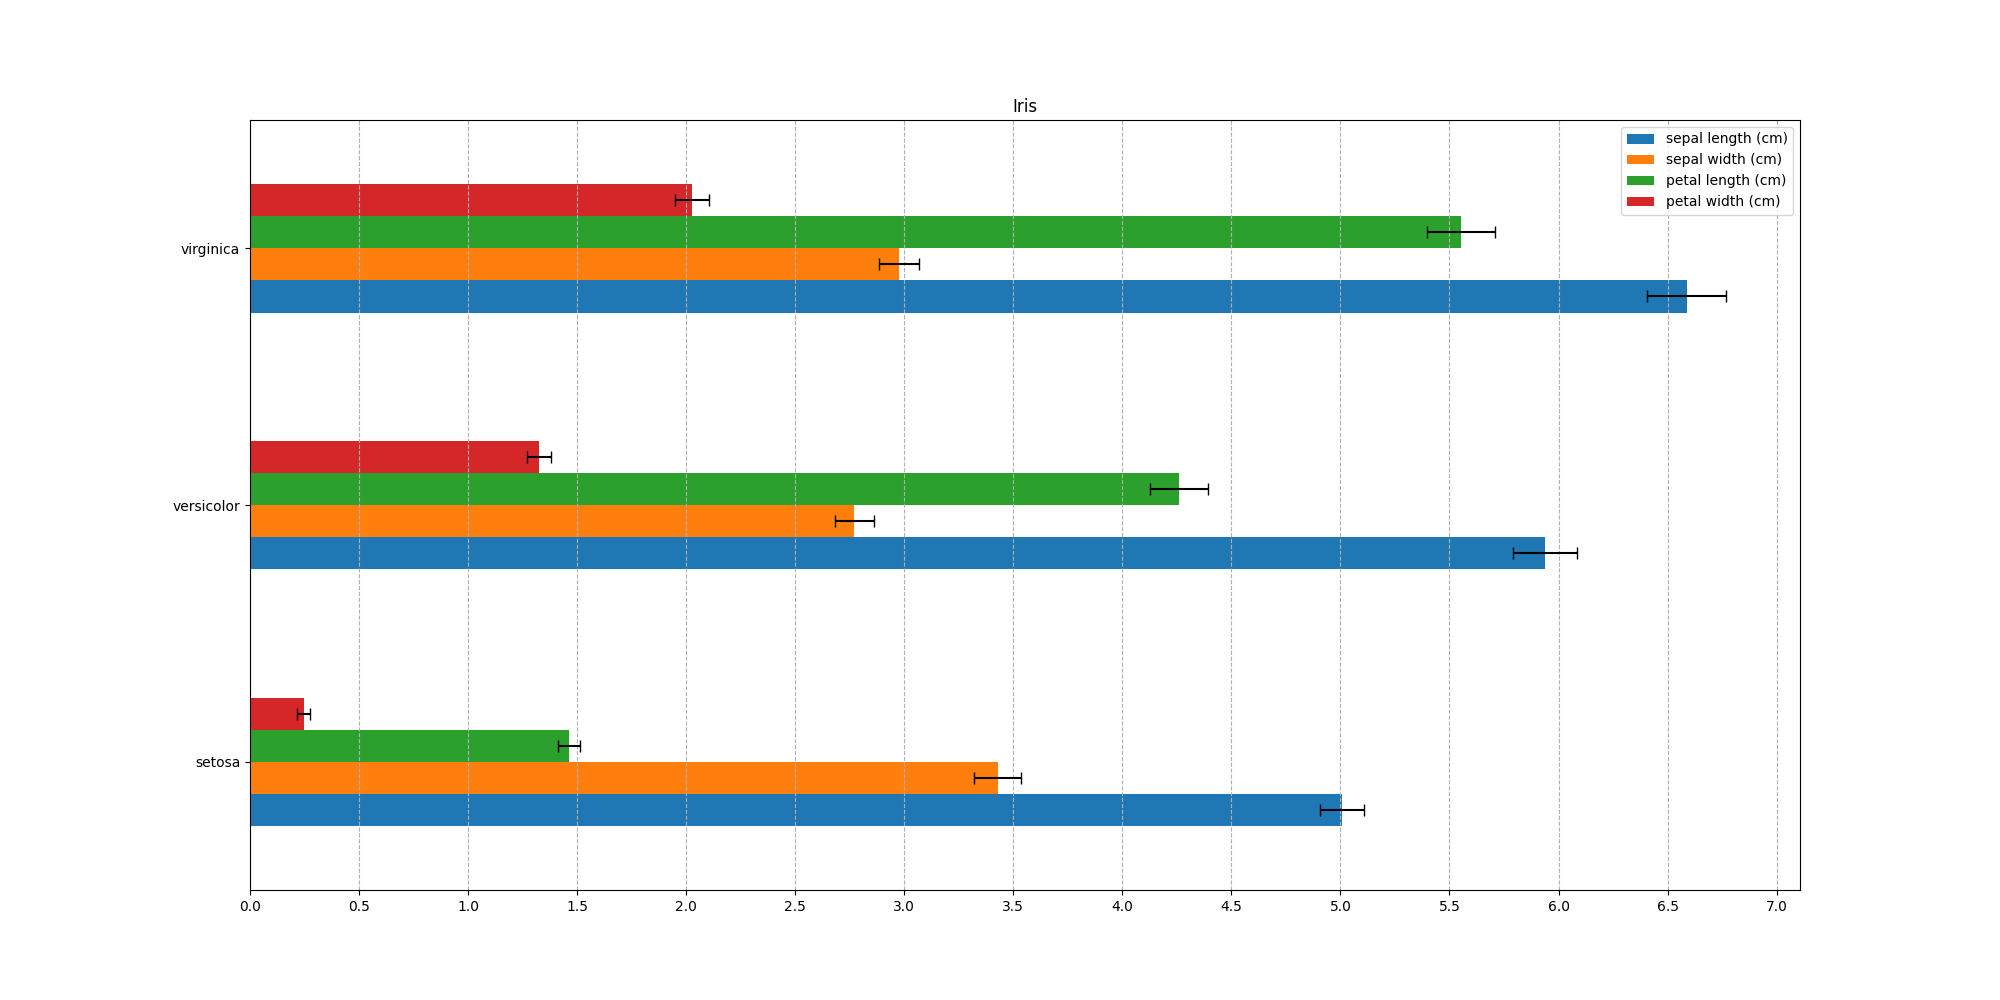 Iris
sepal length (cm)
sepal width (cm)
petal length (cm)
petal width (cm)
virginica
versicolor
setosa
0.0 0.5 1.0 1.5 2.0 2.5 3.0 3.5 4.0 4.5 5.0 5.5 6.0 6.5 7.0